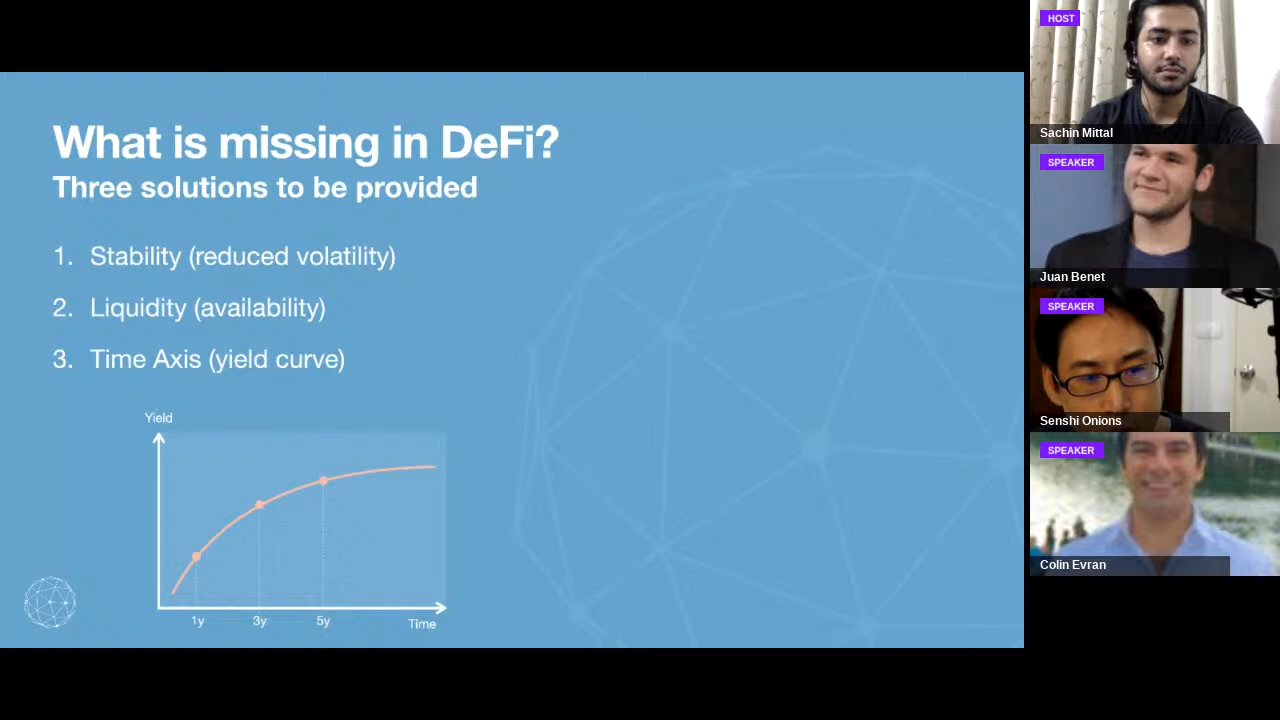 What is missing in DeFi?
Three solutions to be provided
1. Stability (reduced volatility)
2. Liquidity (availability)
3. Time Axis (yield curve)
Yield
1y 3y 5y
Time
HOST
Sachin Mittal
SPEAKER
Juan Benet
SPEAKER
Senshi Onions
SPEAKER
Colin Evran